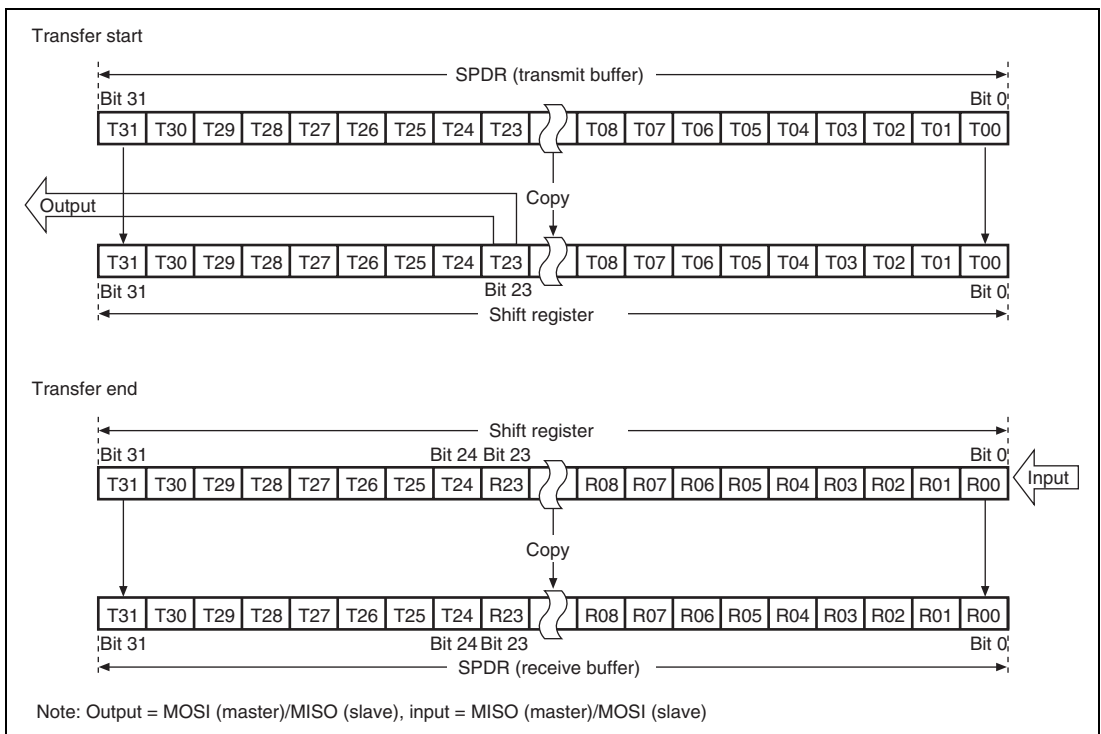 Transfer start
SPDR (transmit buffer)
Bit 31 Bit 0
T31 T30 T29 T28 T27 T26 T25 T24 T23 T08 T07 T06 T05 T04 T03 T02 T01 T00
Output Copy
T31 T30 T29 T28 T27 T26 T25 T24 T23 T08 T07 T06 T05 T04 T03 T02 T01 T00
Bit 31 Bit 23 Bit 0
Shift register
Transfer end
Shift register
Bit 31 Bit 24 Bit 23 Bit 0
T31 T30 T29 T28 T27 T26 T25 T24 R23 R08 R07 R06 R05 R04 R03 R02 R01 R00 Input
Copy
T31 T30 T29 T28 T27 T26 T25 T24 R23 R08 R07 R06 R05 R04 R03 R02 R01 R00
Bit 31 Bit 24 Bit 23 Bit 0
SPDR (receive buffer)
Note: Output = MOSI (master)/MISO (slave), input = MISO (master)/MOSI (slave)